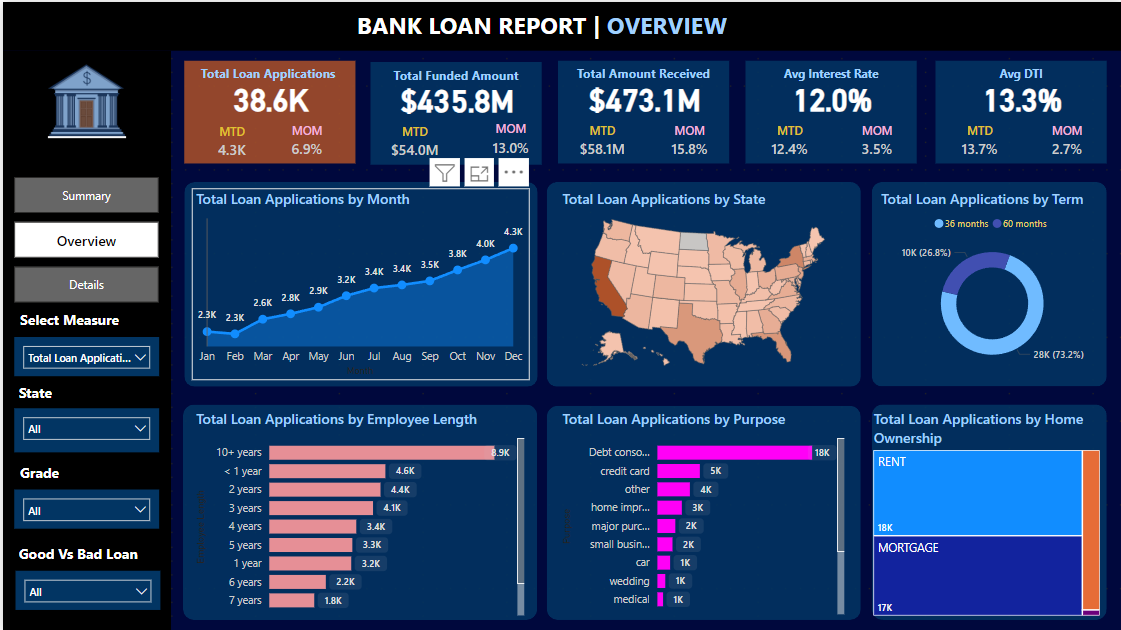 BANK LOAN REPORT | OVERVIEW
$
Summary
Overview
Details
Select Measure
Total Loan Applicati...
State
All
Grade
All
Good Vs Bad Loan
All
Total Loan Applications
38.6K
MTD MOM
4.3K 6.9%
Total Funded Amount
$435.8M
MTD MOM
$54.0M 13.0%
Total Amount Received
$473.1M
MTD MOM
$58.1M 15.8%
Avg Interest Rate
12.0%
MTD MOM
12.4% 3.5%
Avg DTI
13.3%
MTD MOM
13.7% 2.7%
Total Loan Applications by Month
2.3K 2.3K 2.6K 2.8K 2.9K 3.2K 3.4K 3.4K 3.5K 3.8K 4.0K 4.3K
Jan Feb Mar Apr May Jun Jul Aug Sep Oct Nov Dec
Total Loan Applications by State
Total Loan Applications by Term
36 months 60 months
10K (26.8%)
28K (73.2%)
Total Loan Applications by Employee Length
10+ years 8.9K
< 1 year 4.6K
2 years 4.4K
3 years 4.1K
4 years 3.4K
5 years 3.3K
1 year 3.2K
6 years 2.2K
7 years 1.8K
Total Loan Applications by Purpose
Debt conso... 18K
credit card 5K
other 4K
home impr... 3K
major purc... 2K
small busin... 2K
car 1K
wedding 1K
medical 1K
Total Loan Applications by Home
Ownership
RENT
18K
MORTGAGE
17K